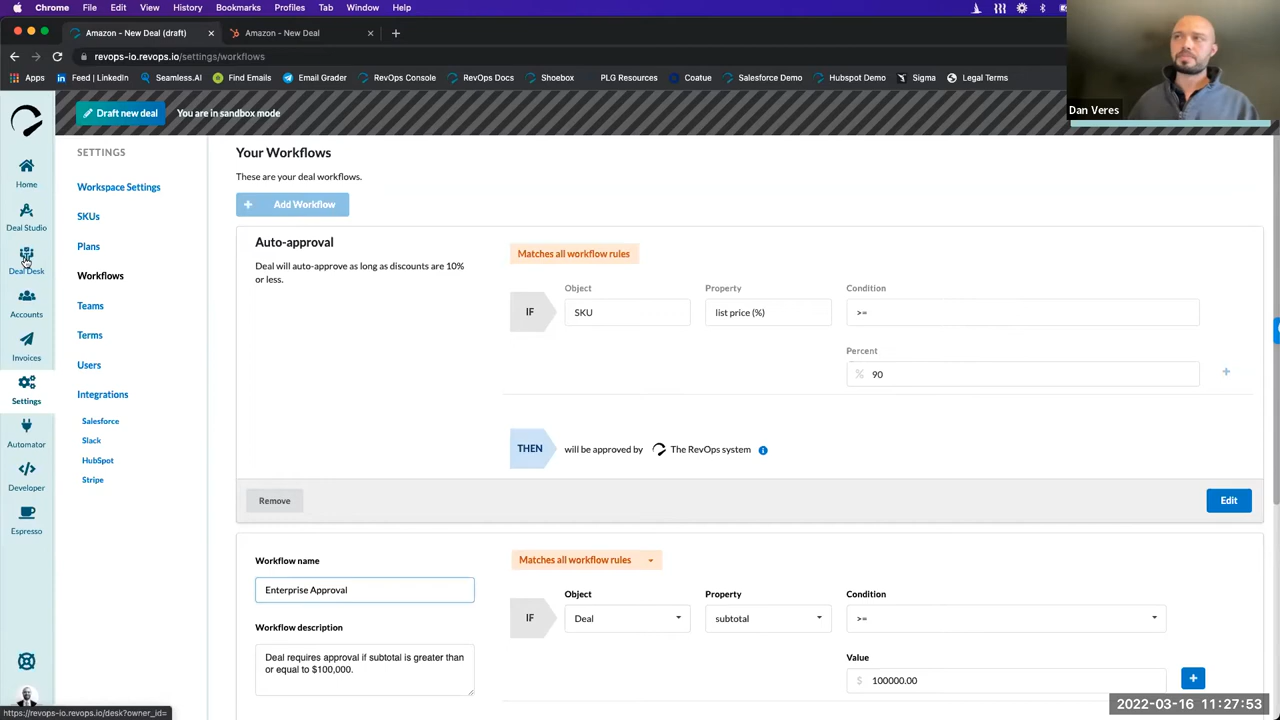 Chrome File Edit View History Bookmarks Profiles Tab Window Help
Amazon - New Deal (draft)
Amazon - New Deal
revops-io.revops.io/settings/workflows
Apps Feed | LinkedIn Seamless.AI Find Emails Email Grader RevOps Console RevOps Docs Shoebox PLG Resources Coatue Salesforce Demo Hubspot Demo Sigma Legal Terms
Dan Veres
Draft new deal You are in sandbox mode
Home
Deal Studio
Deal Desk
Accounts
Invoices
Settings
Automator
Developer
Espresso
SETTINGS
Workspace Settings
SKUs
Plans
Workflows
Teams
Terms
Users
Integrations
Salesforce
Slack
HubSpot
Stripe
Your Workflows
These are your deal workflows.
+ Add Workflow
Auto-approval
Deal will auto-approve as long as discounts are 10%
or less.
Matches all workflow rules
Object Property Condition
IF SKU list price (%) >=
Percent
% 90 +
THEN will be approved by The RevOps system
Remove Edit
Workflow name
Enterprise Approval
Workflow description
Deal requires approval if subtotal is greater than
or equal to $100,000.
Matches all workflow rules
Object Property Condition
IF Deal subtotal >=
Value
$ 100000.00 +
https://revops-io.revops.io/desk?owner_id=
2022-03-16 11:27:53